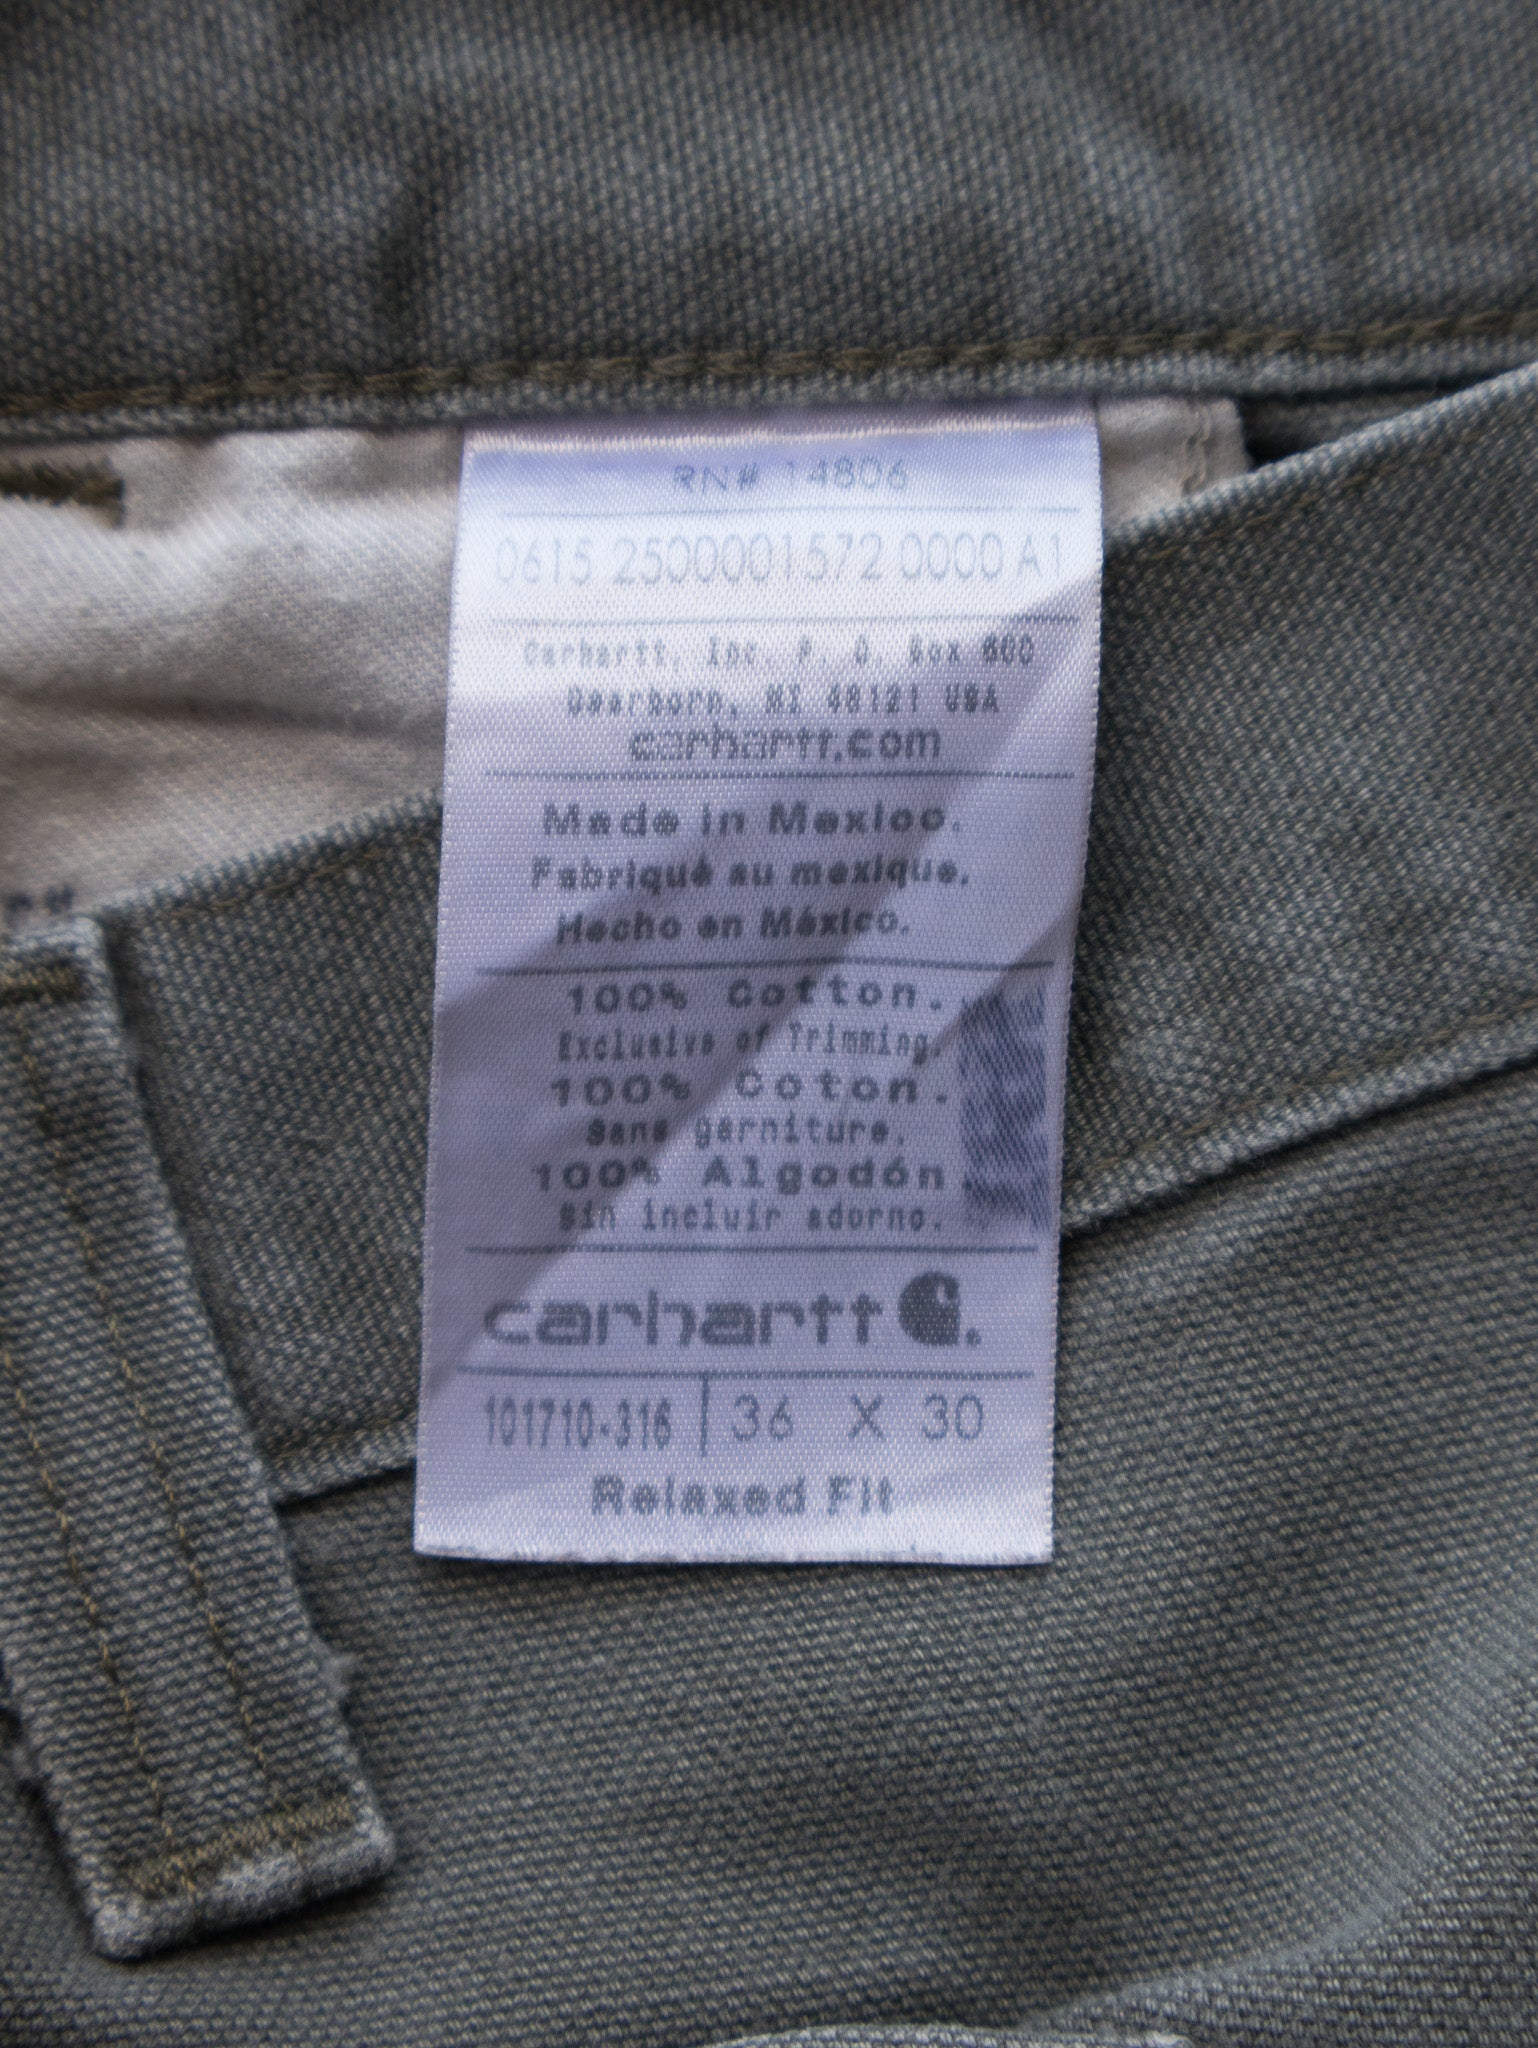 RN# 14806
0615 2500001572 0000 A1
Carhartt, Inc. P. O. Box 600
Dearborn, MI 48121 USA
carhartt.com
Made in Mexico.
Fabriqué au mexique.
Hecho en México.
100% Cotton.
Exclusive of Trimming.
100% Coton.
Sans garniture.
100% Algodón
Sin incluir adorno.
carhartt
101710-316 | 36 X 30
Relaxed Fit